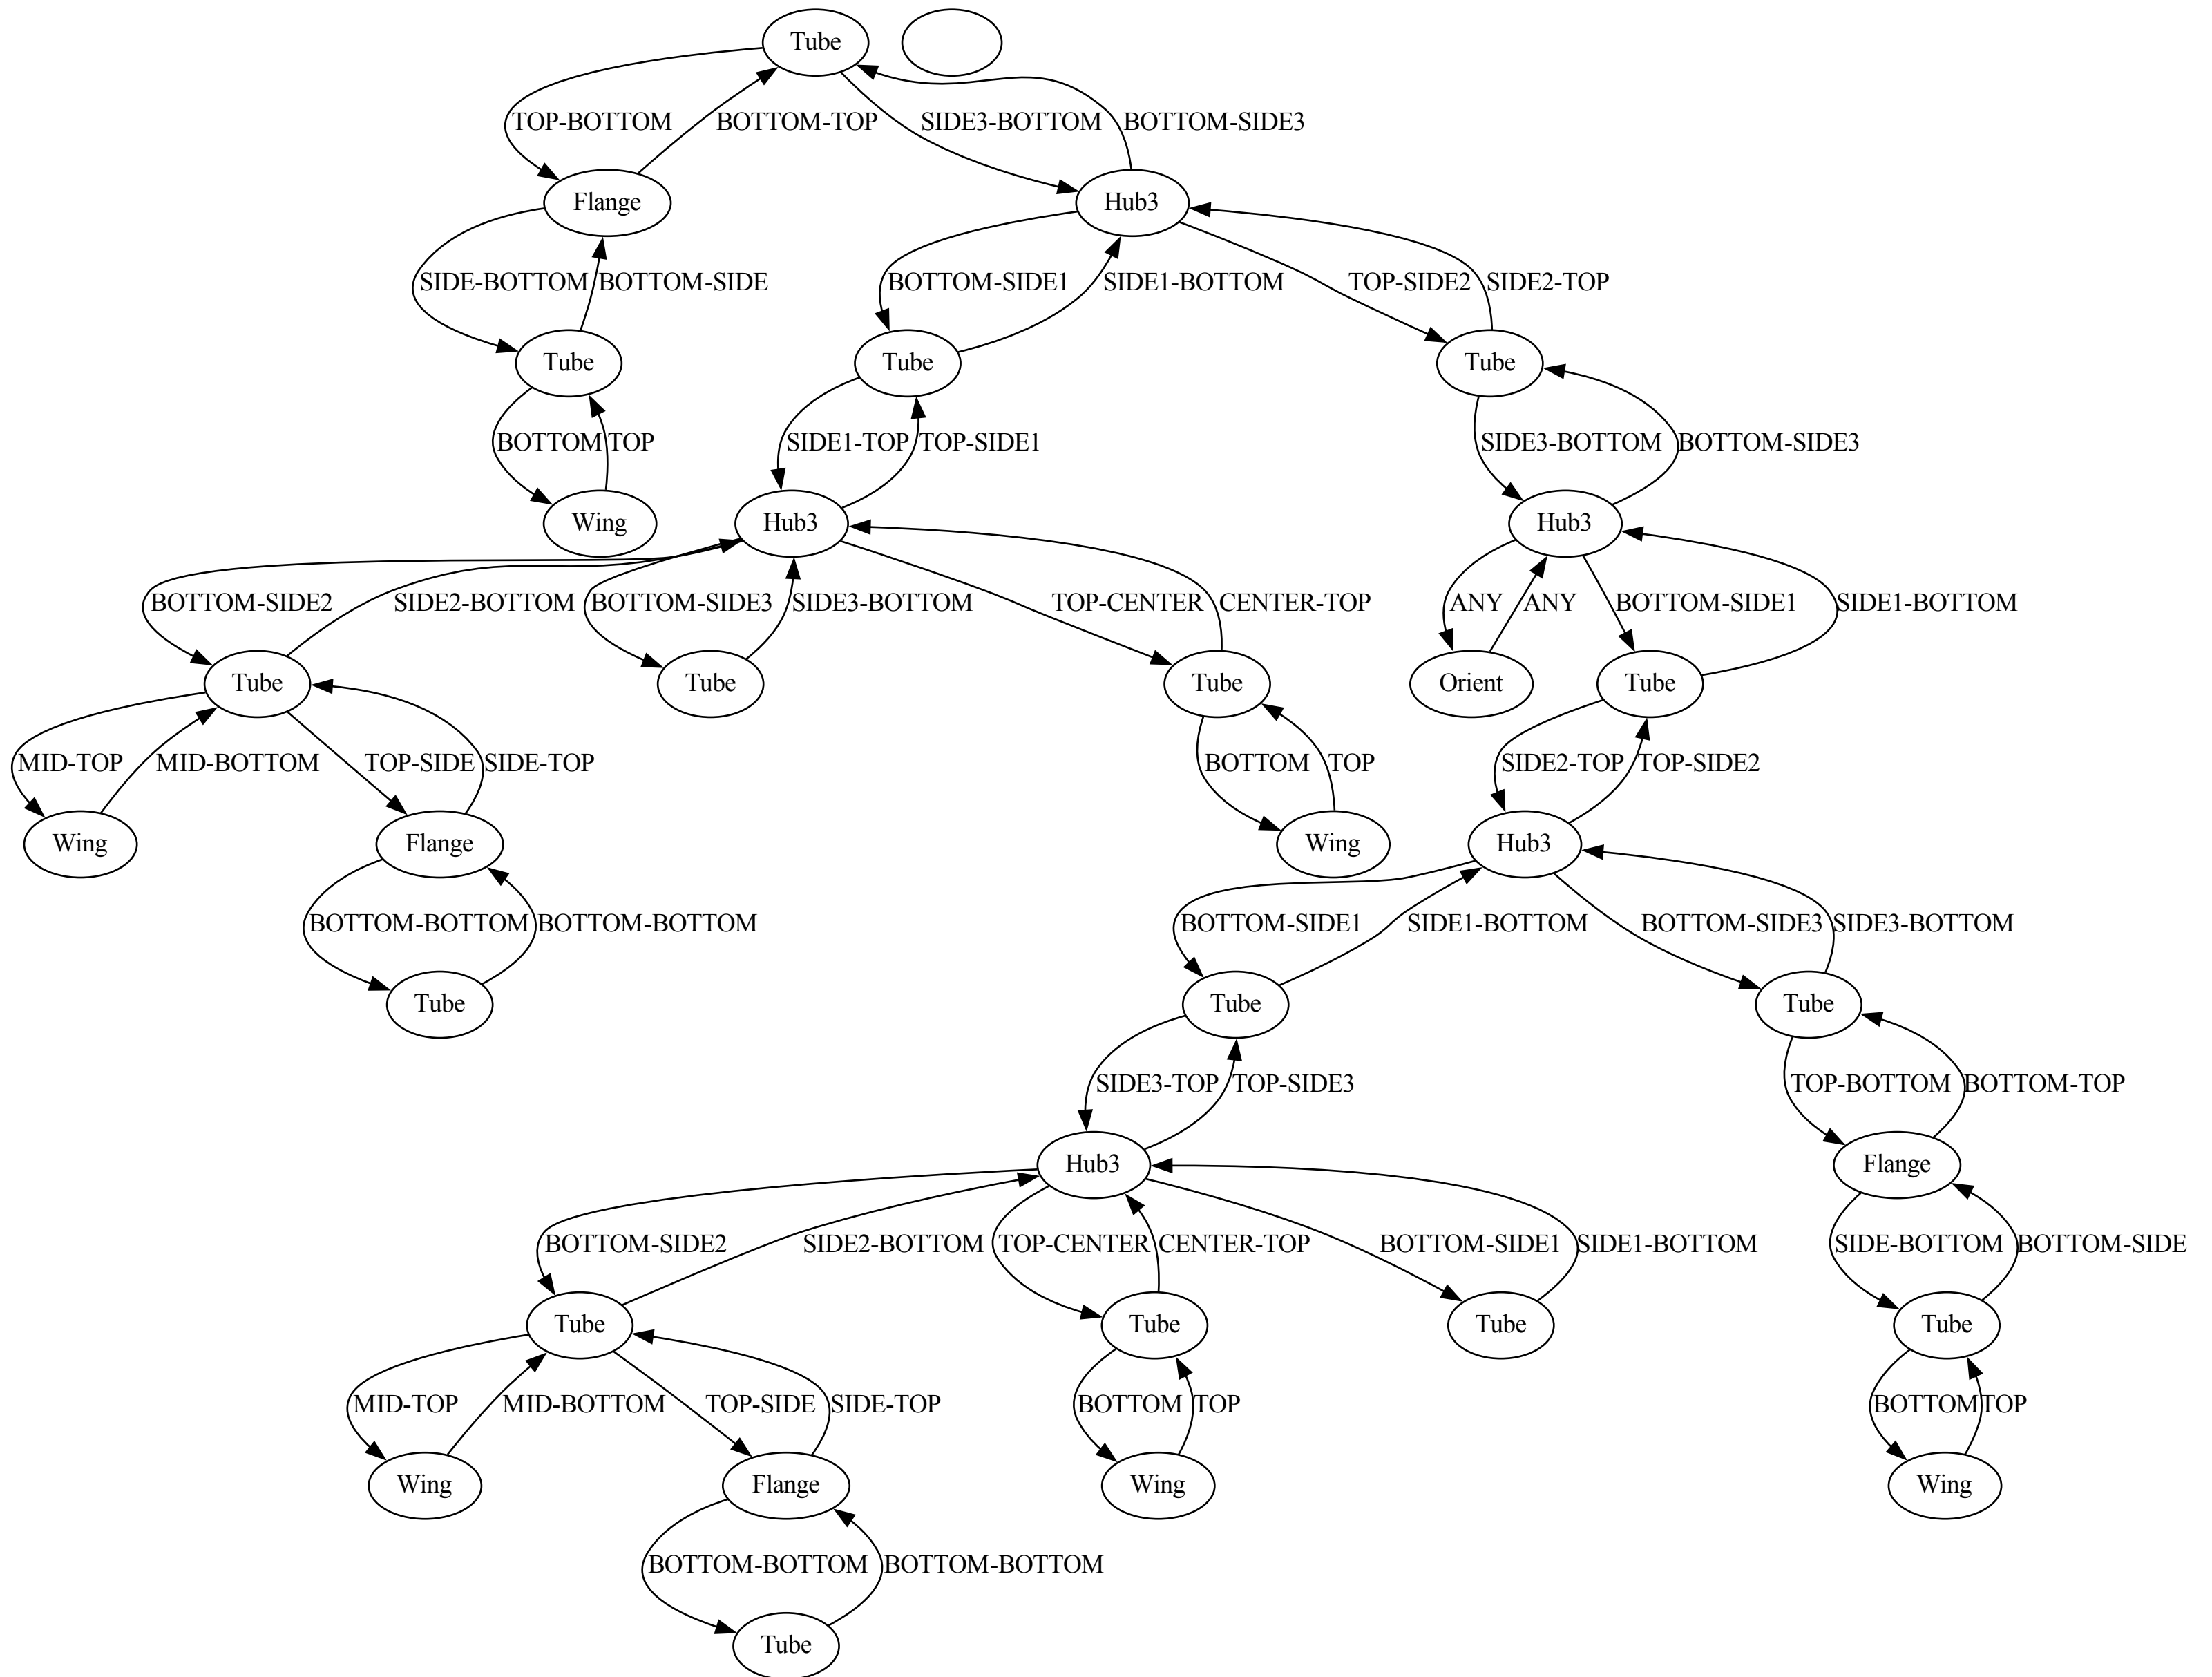 Tube
TOP-BOTTOM
BOTTOM-TOP
SIDE3-BOTTOM
BOTTOM-SIDE3
Flange
Hub3
SIDE-BOTTOM
BOTTOM-SIDE
BOTTOM-SIDE1
SIDE1-BOTTOM
TOP-SIDE2
SIDE2-TOP
Tube
Tube
Tube
BOTTOM
TOP
SIDE1-TOP
TOP-SIDE1
SIDE3-BOTTOM
BOTTOM-SIDE3
Wing
Hub3
Hub3
BOTTOM-SIDE2
SIDE2-BOTTOM
BOTTOM-SIDE3
SIDE3-BOTTOM
TOP-CENTER
CENTER-TOP
ANY
ANY
BOTTOM-SIDE1
SIDE1-BOTTOM
Tube
Tube
Tube
Orient
Tube
MID-TOP
MID-BOTTOM
TOP-SIDE
SIDE-TOP
BOTTOM
TOP
SIDE2-TOP
TOP-SIDE2
Wing
Flange
Wing
Hub3
BOTTOM-BOTTOM
BOTTOM-BOTTOM
BOTTOM-SIDE1
SIDE1-BOTTOM
BOTTOM-SIDE3
SIDE3-BOTTOM
Tube
Tube
Tube
SIDE3-TOP
TOP-SIDE3
TOP-BOTTOM
BOTTOM-TOP
Hub3
Flange
BOTTOM-SIDE2
SIDE2-BOTTOM
TOP-CENTER
CENTER-TOP
BOTTOM-SIDE1
SIDE1-BOTTOM
SIDE-BOTTOM
BOTTOM-SIDE
Tube
Tube
Tube
Tube
MID-TOP
MID-BOTTOM
TOP-SIDE
SIDE-TOP
BOTTOM
TOP
BOTTOM
TOP
Wing
Flange
Wing
Wing
BOTTOM-BOTTOM
BOTTOM-BOTTOM
Tube